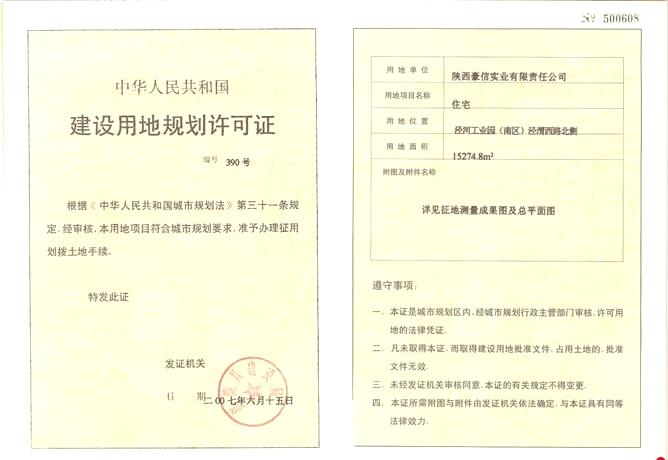 № 500608
中华人民共和国
建设用地规划许可证
编号 390 号
根据《中华人民共和国城市规划法》第三十一条规
定,经审核,本用地项目符合城市规划要求,准予办理征用
划拨土地手续。
特发此证
发证机关
日 期 二00七年六月十五日
用地单位 陕西豪信实业有限责任公司
用地项目名称 住宅
用地位置 泾河工业园(南区)泾渭西路北侧
用地面积 15274.8m²
附图及附件名称
详见征地测量成果图及总平面图
遵守事项:
一. 本证是城市规划区内,经城市规划行政主管部门审核,许可用
地的法律凭证.
二. 凡未取得本证,而取得建设用地批准文件,占用土地的,批准
文件无效.
三. 未经发证机关审核同意,本证的有关规定不得变更.
四. 本证所需附图与附件由发证机关依法确定,与本证具有同等
法律效力.